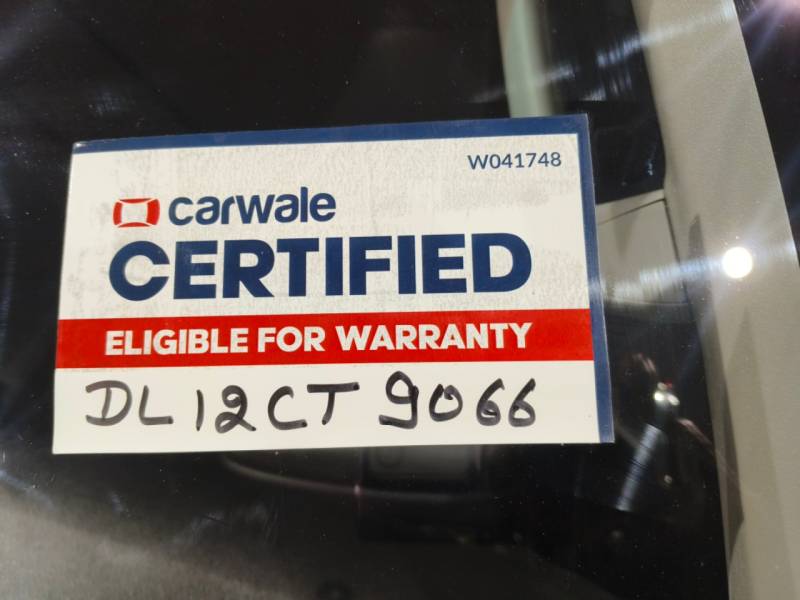 W041748
carwale
CERTIFIED
ELIGIBLE FOR WARRANTY
DL12CT 9066